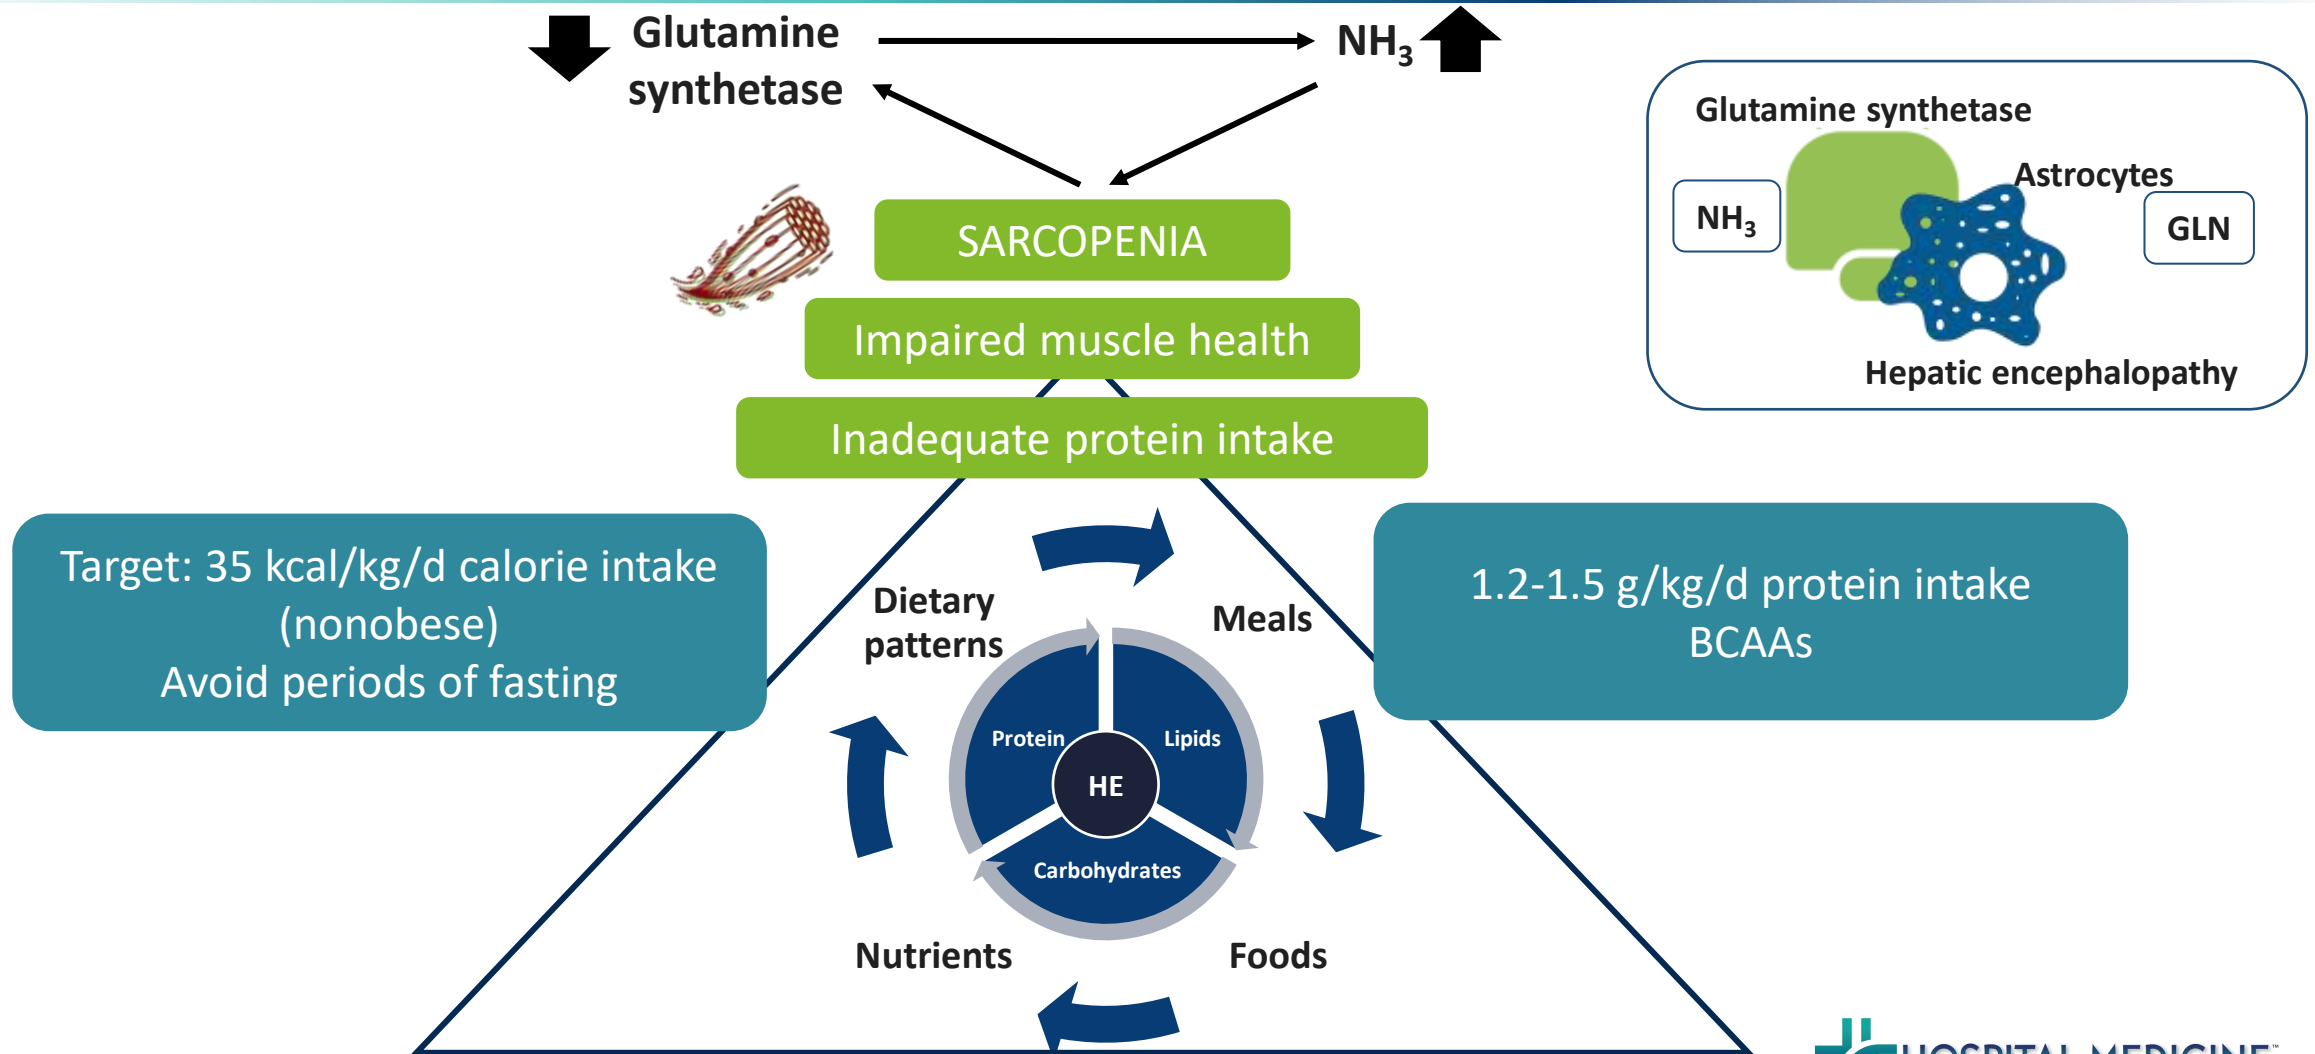 Glutamine
synthetase
NH₃
Glutamine synthetase
Astrocytes
NH₃
GLN
Hepatic encephalopathy
SARCOPENIA
Impaired muscle health
Inadequate protein intake
Target: 35 kcal/kg/d calorie intake
(nonobese)
Avoid periods of fasting
1.2-1.5 g/kg/d protein intake
BCAAs
Dietary
patterns
Meals
Protein
Lipids
HE
Carbohydrates
Nutrients
Foods
HOSPITAL MEDICINE™